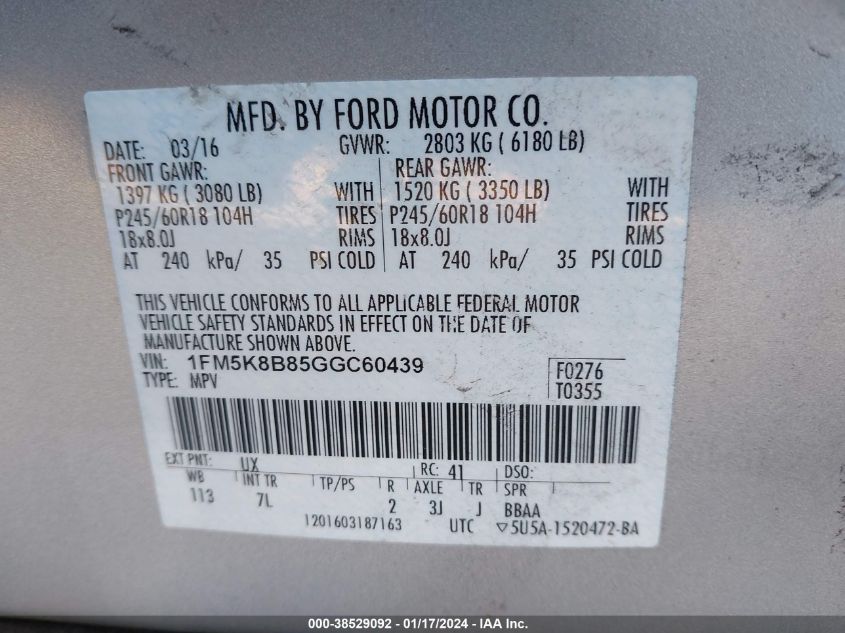 MFD. BY FORD MOTOR CO.
DATE: 03/16 GVWR: 2803 KG ( 6180 LB)
FRONT GAWR: REAR GAWR:
1397 KG ( 3080 LB) WITH 1520 KG ( 3350 LB) WITH
P245/60R18 104H TIRES P245/60R18 104H TIRES
18x8.0J RIMS 18x8.0J RIMS
AT 240 kPa/ 35 PSI COLD AT 240 kPa/ 35 PSI COLD
THIS VEHICLE CONFORMS TO ALL APPLICABLE FEDERAL MOTOR
VEHICLE SAFETY STANDARDS IN EFFECT ON THE DATE OF
MANUFACTURE SHOWN ABOVE.
VIN: 1FM5K8B85GGC60439 F0276
TYPE: MPV T0355
EXT PNT: UX RC: 41 DSO:
WB INT TR TP/PS R AXLE TR SPR
113 7L 2 3J J BBAA
1201603187163 UTC ▽5U5A-1520472-BA
000-38529092 - 01/17/2024 - IAAI Inc.